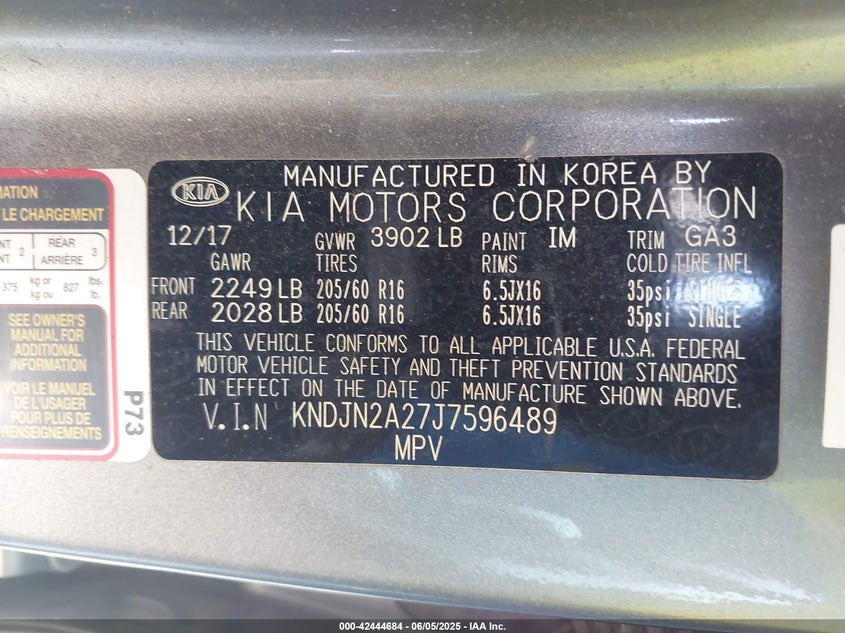 MATION
LE CHARGEMENT
2 REAR 3
ARRIÈRE
375 kg or 827 lbs.
kg ou lb.
SEE OWNER'S
MANUAL FOR
ADDITIONAL
INFORMATION
VOIR LE MANUEL
DE L'USAGER
POUR PLUS DE
RENSEIGNEMENTS
P73
KIA
MANUFACTURED IN KOREA BY
KIA MOTORS CORPORATION
12/17 GVWR 3902 LB PAINT IM TRIM GA3
GAWR TIRES RIMS COLD TIRE INFL
FRONT 2249 LB 205/60 R16 6.5JX16 35psi SINGLE
REAR 2028 LB 205/60 R16 6.5JX16 35psi SINGLE
THIS VEHICLE CONFORMS TO ALL APPLICABLE U.S.A. FEDERAL
MOTOR VEHICLE SAFETY AND THEFT PREVENTION STANDARDS
IN EFFECT ON THE DATE OF MANUFACTURE SHOWN ABOVE.
V.I.N KNDJN2A27J7596489
MPV
000-42444684 - 06/05/2025 - IAA Inc.